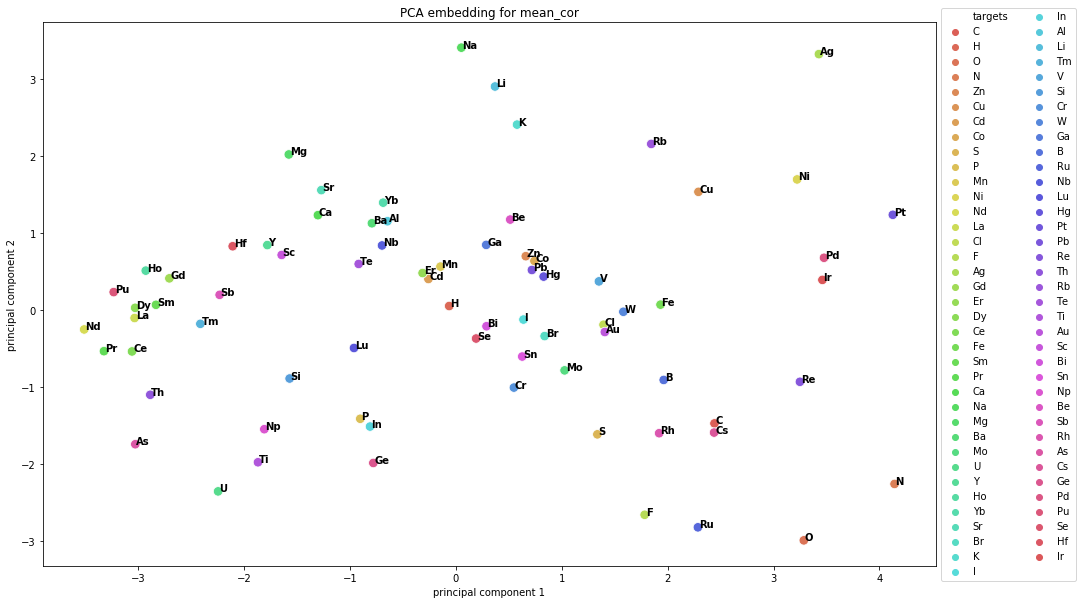 PCA embedding for mean_cor
principal component 2
3
2
1
0
−1
−2
−3
Na
Ag
Li
K
Rb
Mg
Ni
Sr
Cu
Yb
Ca
Pt
Be
Ba
Al
Hf
Y
Nb
Ga
Sc
Zn
Pd
Co
Te
Mn
Pb
Ho
Er
Hg
Gd
Cd
Ir
V
Pu
Sb
Sm
Fe
H
Dy
W
La
I
Tm
Cl
Bi
Nd
Au
Br
Se
Lu
Pr
Ce
Sn
Mo
Si
B
Re
Cr
Th
P
C
In
Np
Cs
Rh
S
As
Ti
Ge
N
U
F
Ru
O
−3
−2
−1
0
1
2
3
4
principal component 1
targets
C
H
O
N
Zn
Cu
Cd
Co
S
P
Mn
Ni
Nd
La
Cl
F
Ag
Gd
Er
Dy
Ce
Fe
Sm
Pr
Ca
Na
Mg
Ba
Mo
U
Y
Ho
Yb
Sr
Br
K
I
In
Al
Li
Tm
V
Si
Cr
W
Ga
B
Ru
Nb
Lu
Hg
Pt
Pb
Re
Th
Rb
Te
Ti
Au
Sc
Bi
Sn
Np
Be
Sb
Rh
As
Cs
Ge
Pd
Pu
Se
Hf
Ir